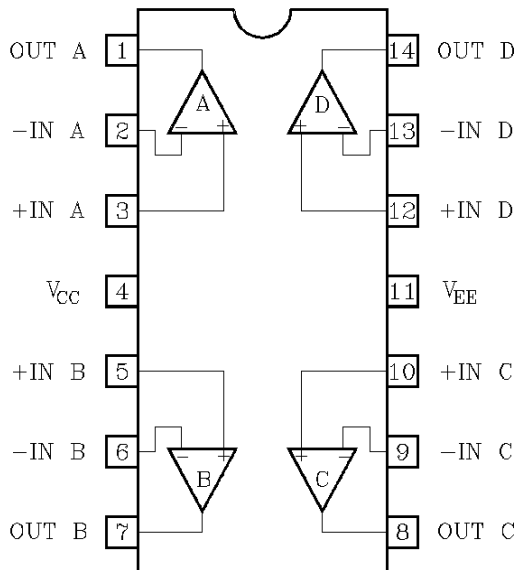 OUT A 1 14 OUT D
A D
−IN A 2 − + + − 13 −IN D
+IN A 3 12 +IN D
VCC 4 11 VEE
+IN B 5 10 +IN C
−IN B 6 − + + − 9 −IN C
B C
OUT B 7 8 OUT C